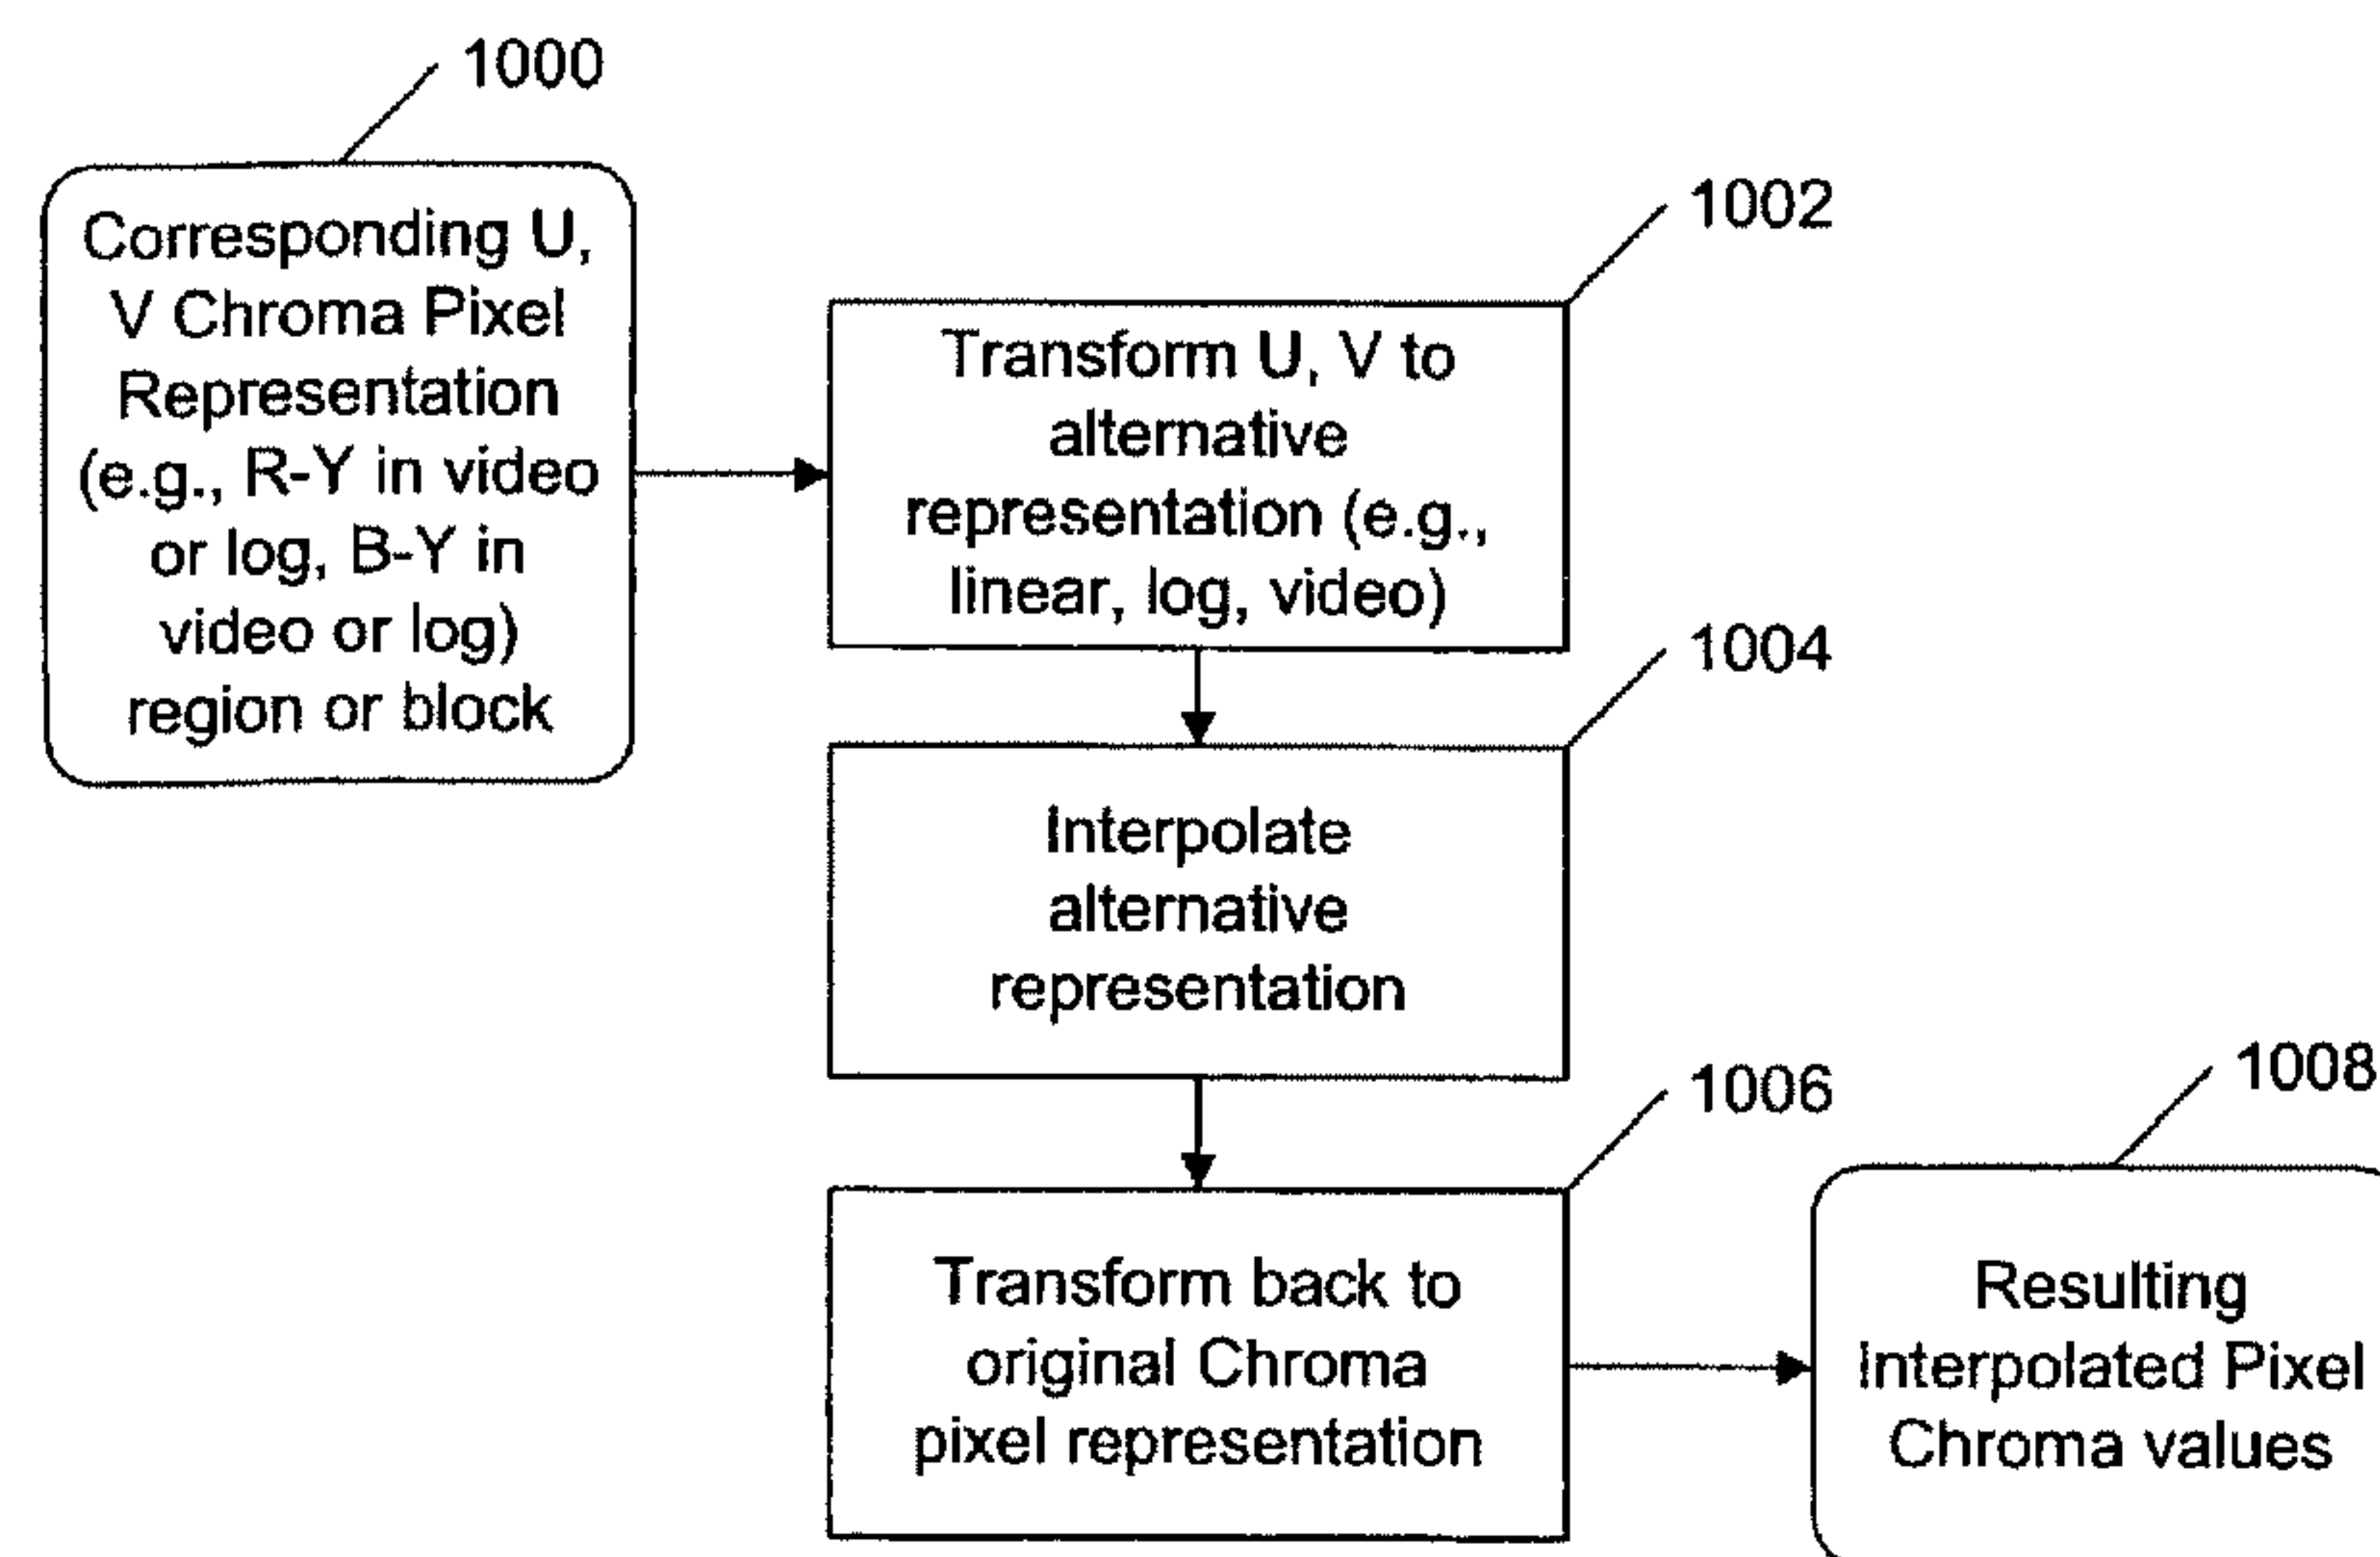 1000
Corresponding U,
V Chroma Pixel
Representation
(e.g., R-Y in video
or log, B-Y in
video or log)
region or block
1002
Transform U, V to
alternative
representation (e.g.,
linear, log, video)
1004
Interpolate
alternative
representation
1006
Transform back to
original Chroma
pixel representation
1008
Resulting
Interpolated Pixel
Chroma values